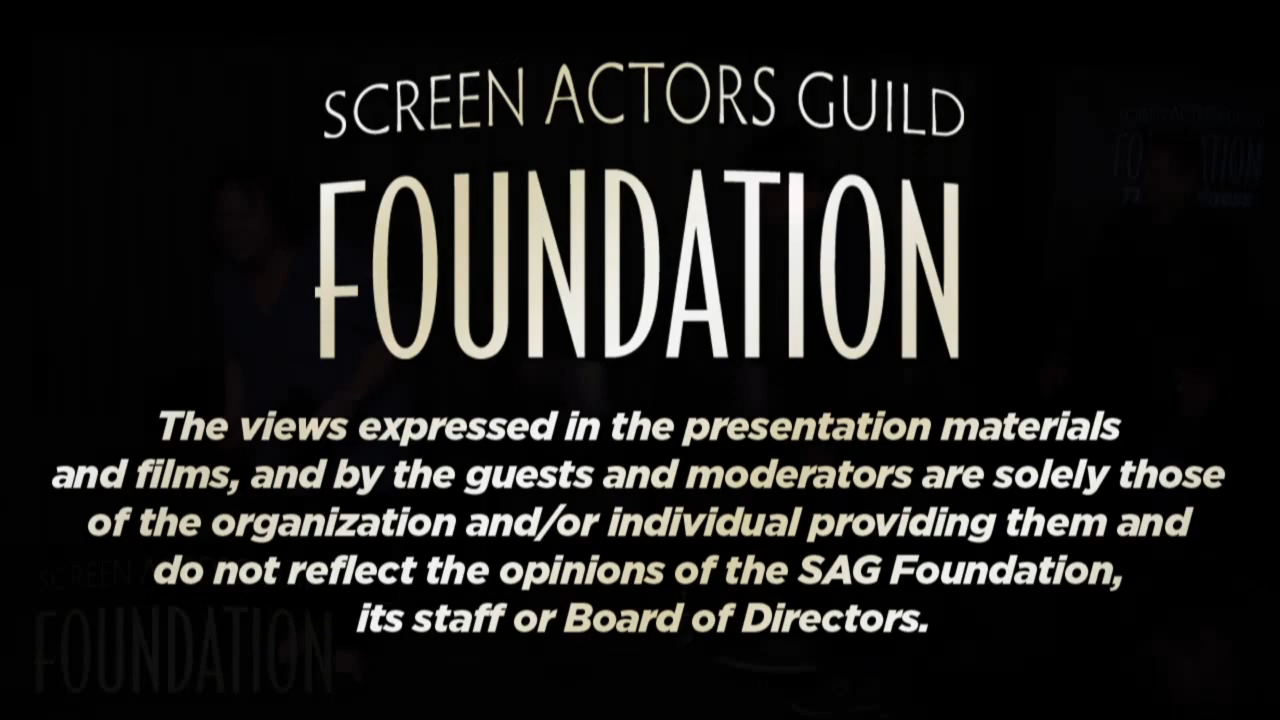 SCREEN ACTORS GUILD
FOUNDATION
The views expressed in the presentation materials
and films, and by the guests and moderators are solely those
of the organization and/or individual providing them and
do not reflect the opinions of the SAG Foundation,
its staff or Board of Directors.
SCREEN A
FOUNDATION